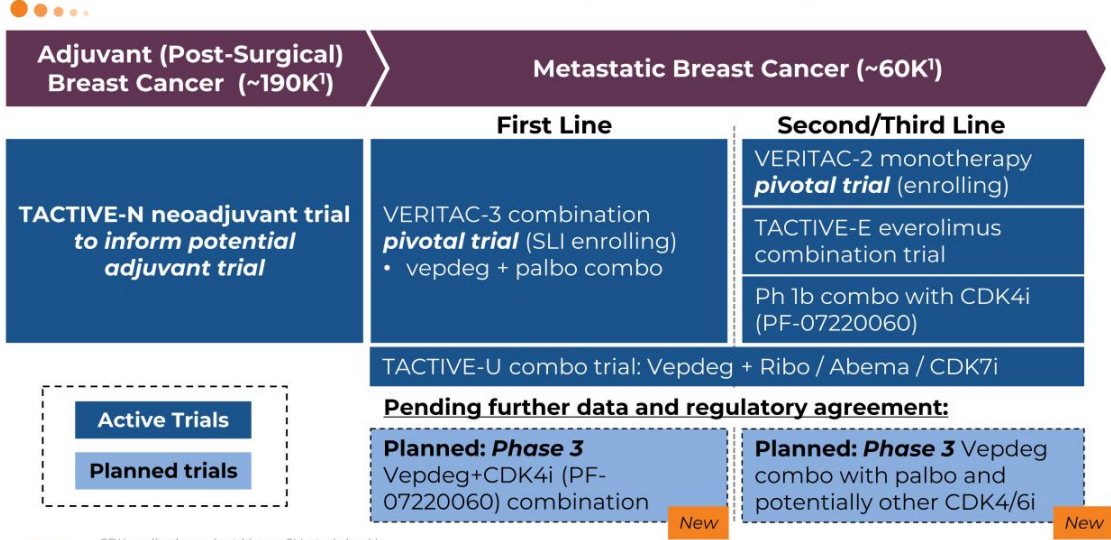 Adjuvant (Post-Surgical)
Breast Cancer (~190K¹)
Metastatic Breast Cancer (~60K¹)
First Line
Second/Third Line
TACTIVE-N neoadjuvant trial
to inform potential
adjuvant trial
VERITAC-3 combination
pivotal trial (SLI enrolling)
• vepdeg + palbo combo
VERITAC-2 monotherapy
pivotal trial (enrolling)
TACTIVE-E everolimus
combination trial
Ph 1b combo with CDK4i
(PF-07220060)
TACTIVE-U combo trial: Vepdeg + Ribo / Abema / CDK7i
Active Trials
Planned trials
Pending further data and regulatory agreement:
Planned: Phase 3
Vepdeg+CDK4i (PF-
07220060) combination
New
Planned: Phase 3 Vepdeg
combo with palbo and
potentially other CDK4/6i
New